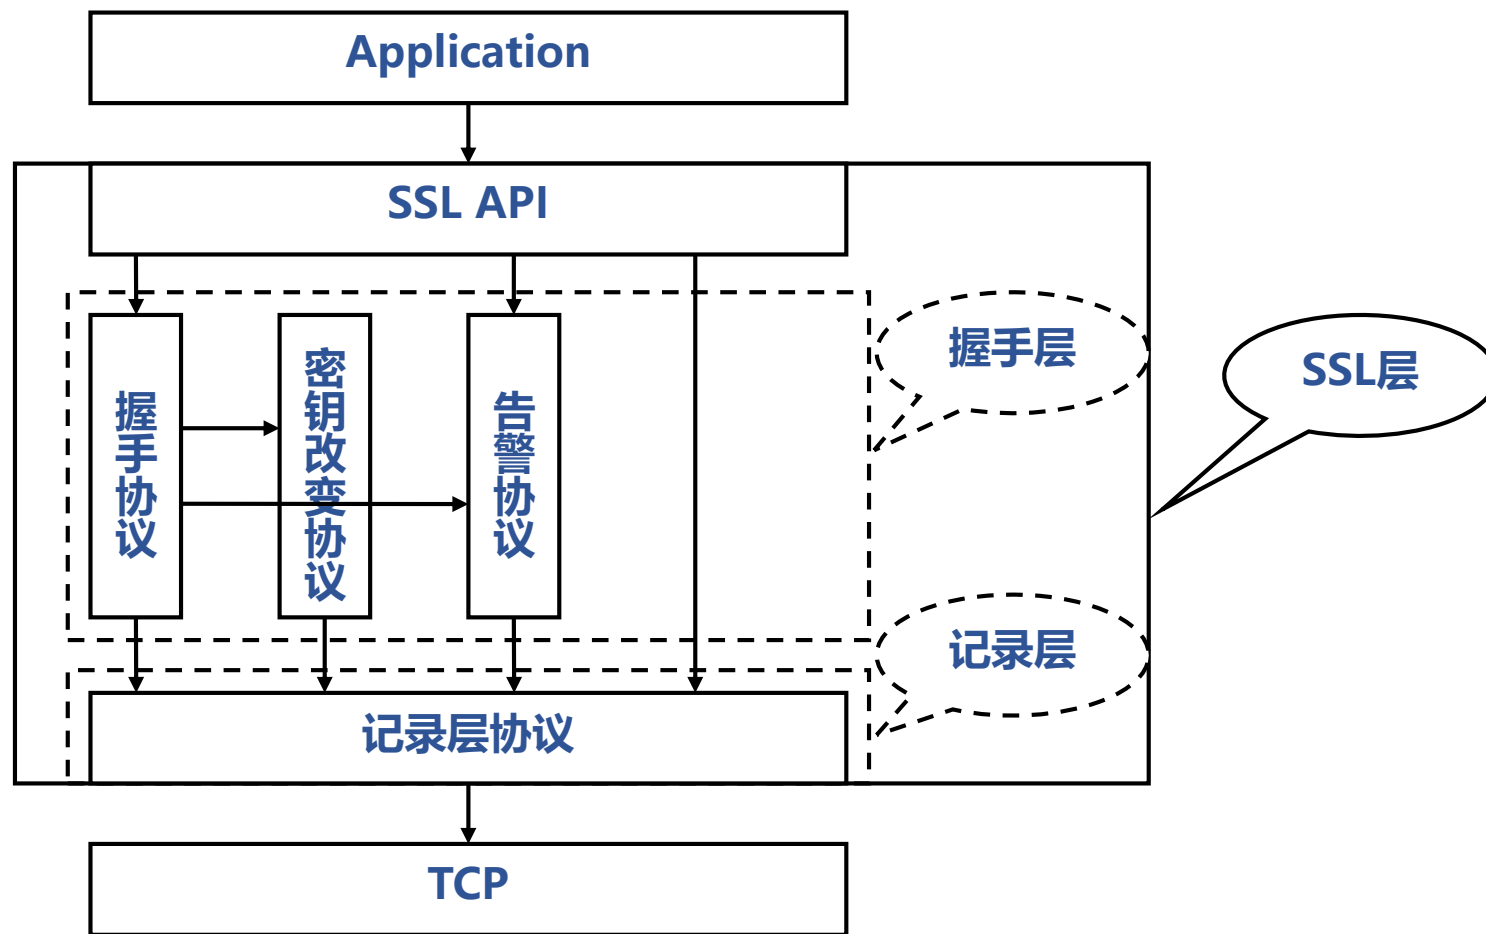 Application
SSL API
握手层
SSL层
握手协议
密钥改变协议
告警协议
记录层
记录层协议
TCP